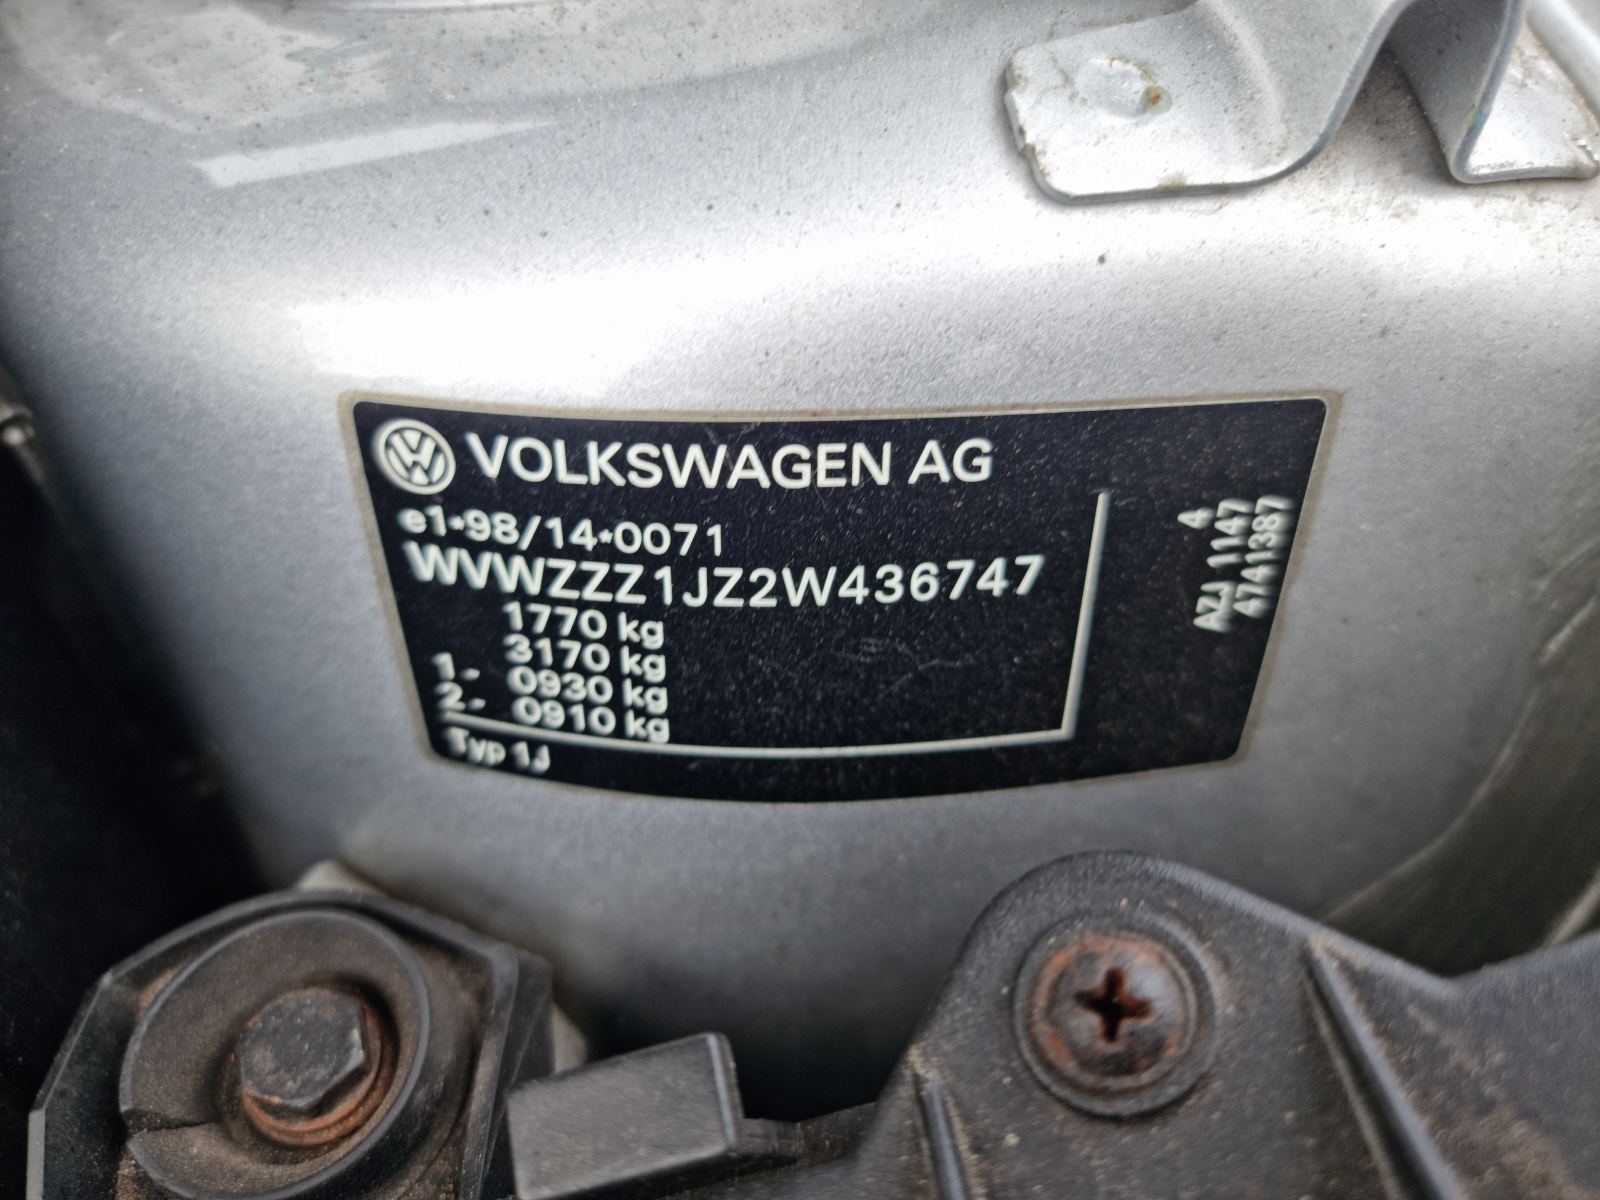 VOLKSWAGEN AG
e1*98/14*0071
WVWZZZ1JZ2W436747
1770 kg
3170 kg
1- 0930 kg
2- 0910 kg
Typ 1J
4
AZJ 1147
4741387